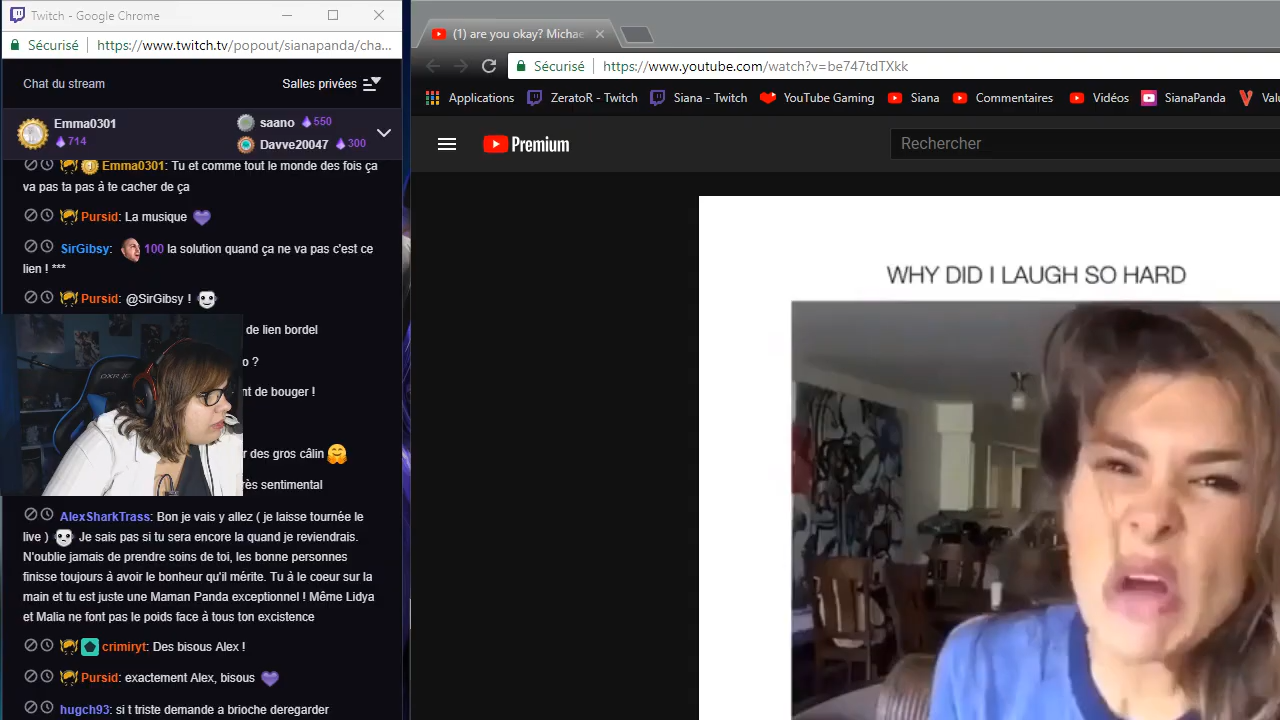 Twitch - Google Chrome
Sécurisé
https://www.twitch.tv/popout/sianapanda/cha...
Chat du stream
Salles privées
Emma0301
714
saano 550
Davve20047 300
Emma0301: Tu et comme tout le monde des fois ça
va pas ta pas à te cacher de ça
Pursid: La musique
SirGibsy: 100 la solution quand ça ne va pas c'est ce
lien ! ***
Pursid: @SirGibsy !
de lien bordel
o ?
nt de bouger !
r des gros câlin
rès sentimental
AlexSharkTrass: Bon je vais y allez ( je laisse tournée le
live ) Je sais pas si tu sera encore la quand je reviendrais.
N'oublie jamais de prendre soins de toi, les bonne personnes
finisse toujours à avoir le bonheur qu'il mérite. Tu à le coeur sur la
main et tu est juste une Maman Panda exceptionnel ! Même Lidya
et Malia ne font pas le poids face à tous ton excistence
crimiryt: Des bisous Alex !
Pursid: exactement Alex, bisous
hugch93: si t triste demande a brioche deregarder
(1) are you okay? Michae
Sécurisé
https://www.youtube.com/watch?v=be747tdTXkk
Applications
ZeratoR - Twitch
Siana - Twitch
YouTube Gaming
Siana
Commentaires
Vidéos
SianaPanda
Valu
Premium
Rechercher
WHY DID I LAUGH SO HARD